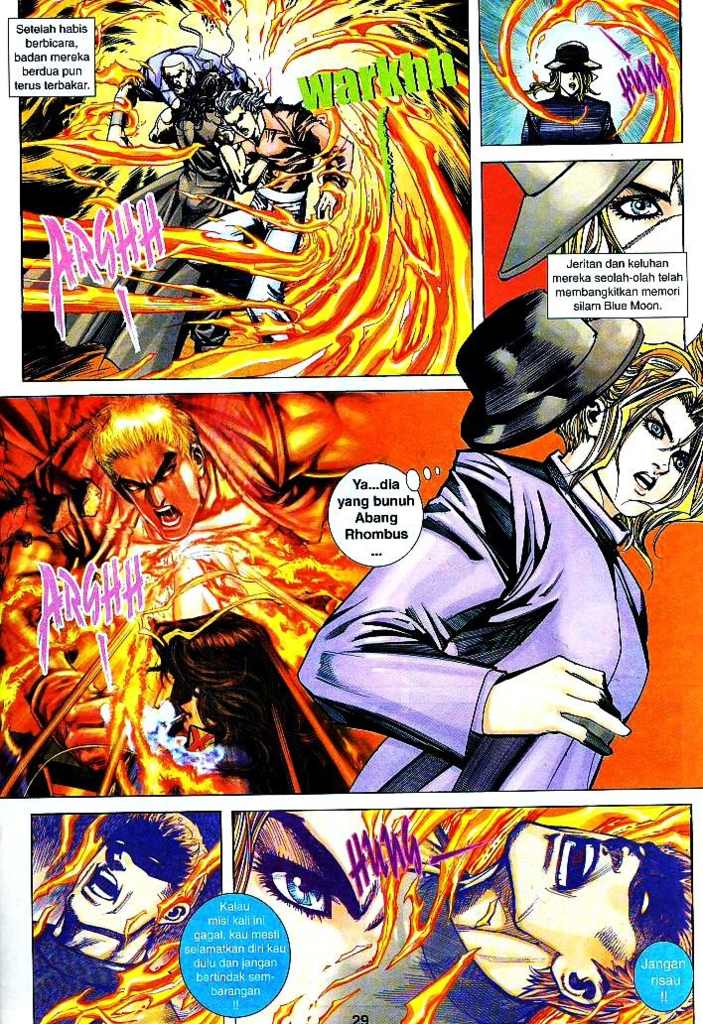 Setelah habis
berbicara,
badan mereka
berdua pun
terus terbakar.
warkhh
ARGHH
!
HUNG
Jeritan dan keluhan
mereka seolah-olah telah
membangkitkan memori
silam Blue Moon.
Ya...dia
yang bunuh
Abang
Rhombus
...
ARGHH
!
Kalau
misi kali ini
gagal, kau mesti
selamatkan diri kau
dulu dan jangan
bertindak sem-
barangan
!!
HUNG
Jangan
risau
!!
29